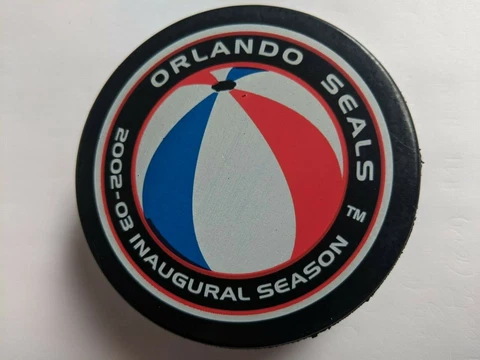 ORLANDO SEALS ™
2002-03 INAUGURAL SEASON